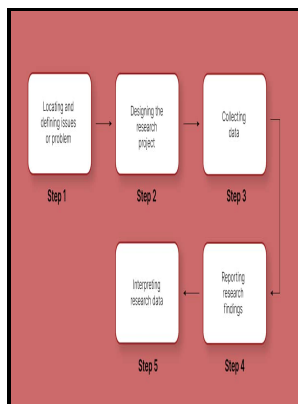 Locating and
defining issues
or problem
Step 1
Designing the
research
project
Step 2
Collecting
data
Step 3
Reporting
research
findings
Step 4
Interpreting
research data
Step 5